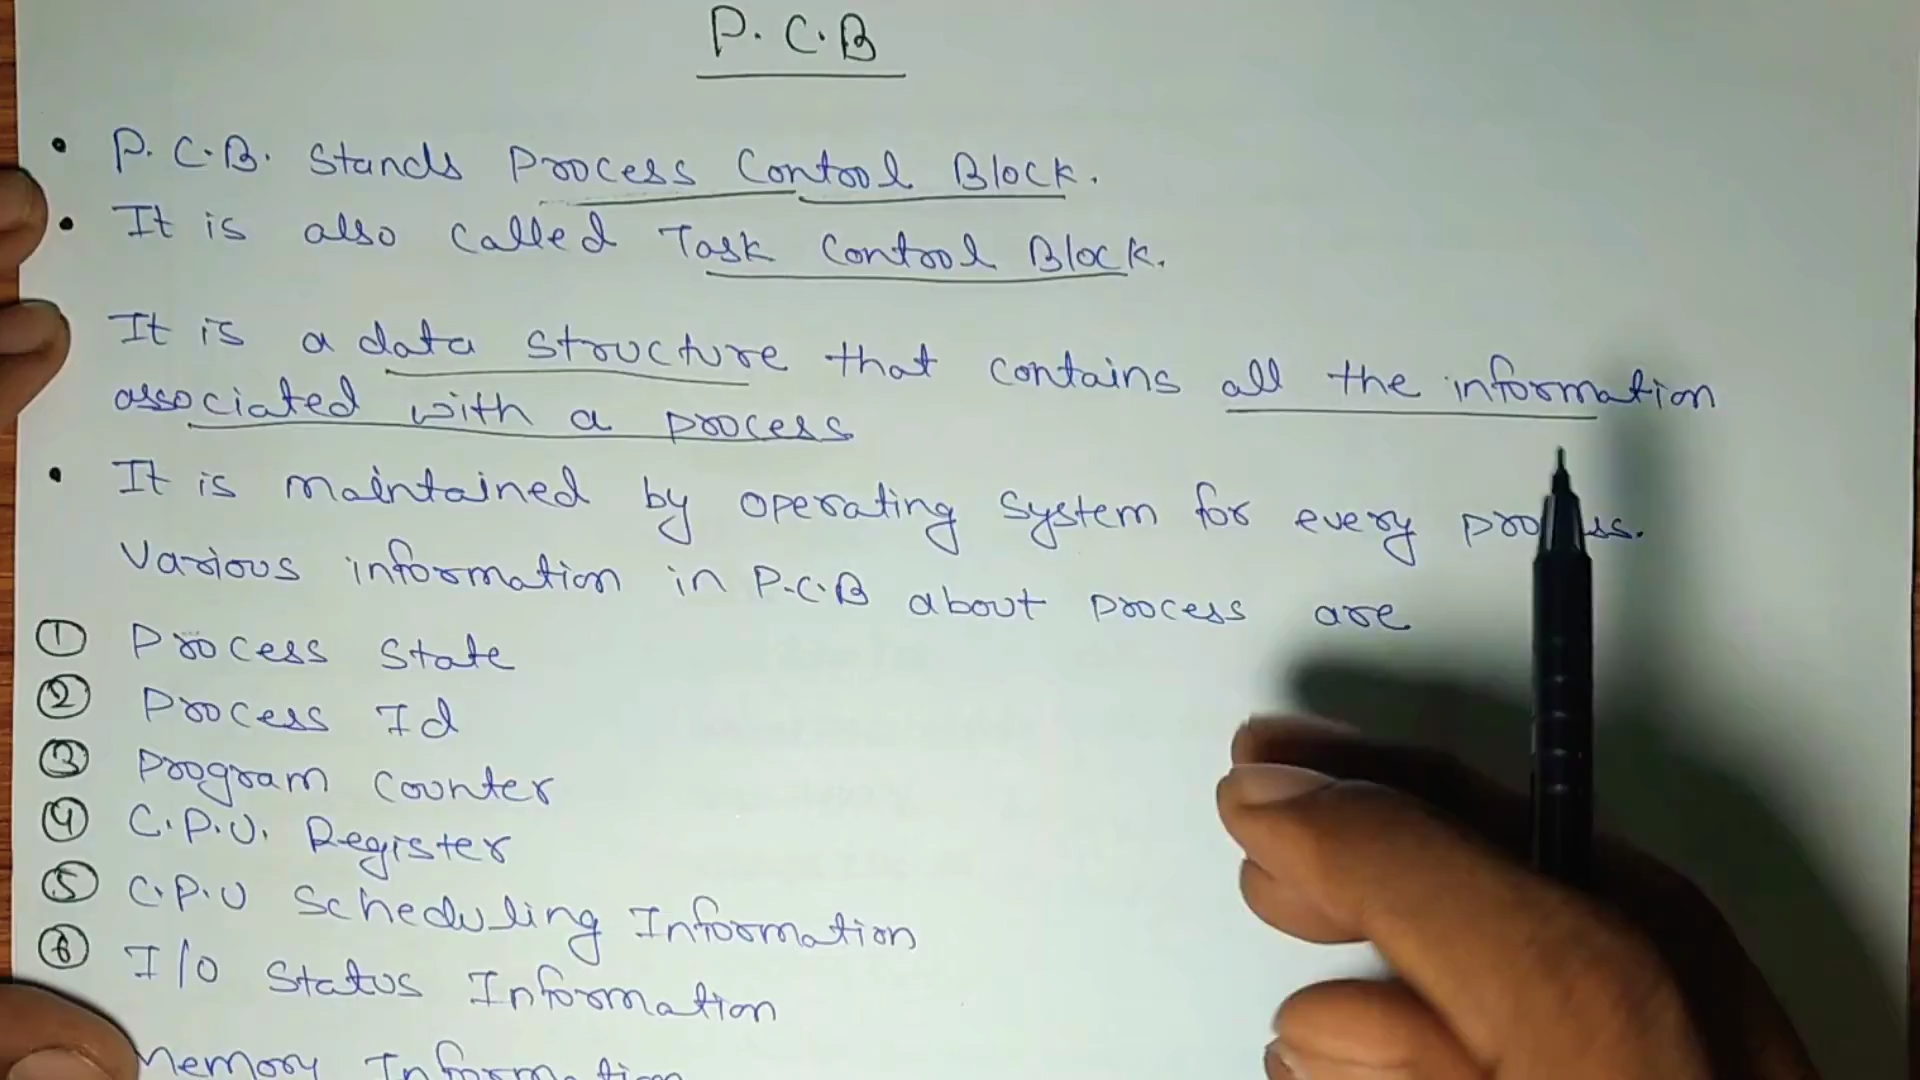 P.C.B
• P.C.B. Stands Process Control Block.
• It is also called Task Control Block.
It is a data structure that contains all the information
associated with a process
• It is maintained by operating system for every process.
Various information in P.C.B about process are
① Process State
② Process Id
③ Program Counter
④ C.P.U. Register
⑤ C.P.U Scheduling Information
⑥ I/O Status Information
Memory Information